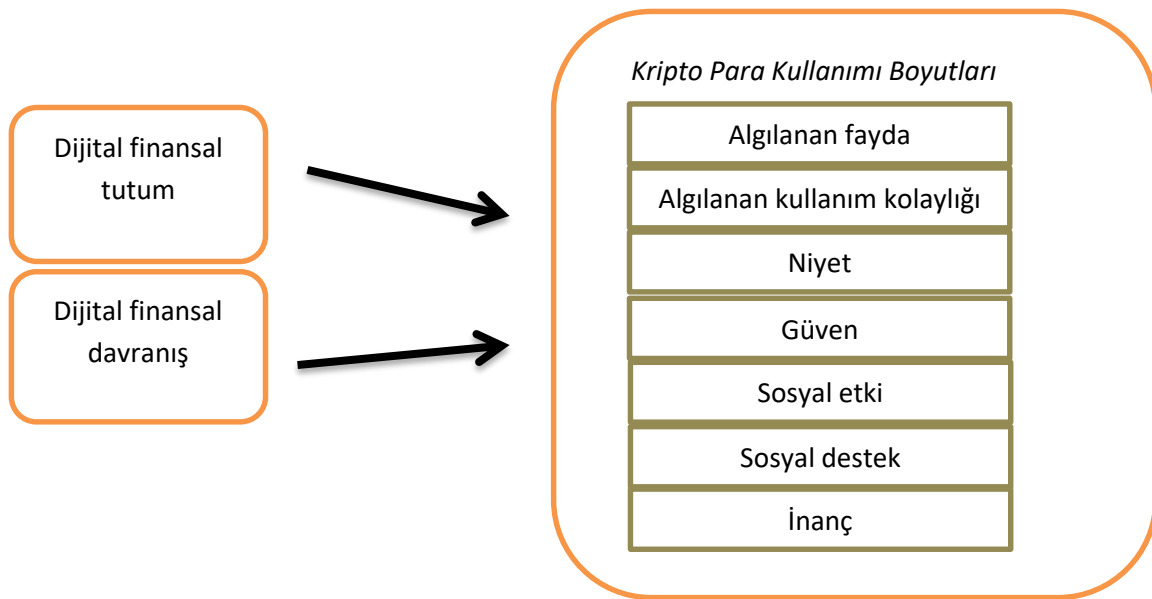 Dijital finansal
tutum
Dijital finansal
davranış
Kripto Para Kullanımı Boyutları
Algılanan fayda
Algılanan kullanım kolaylığı
Niyet
Güven
Sosyal etki
Sosyal destek
İnanç